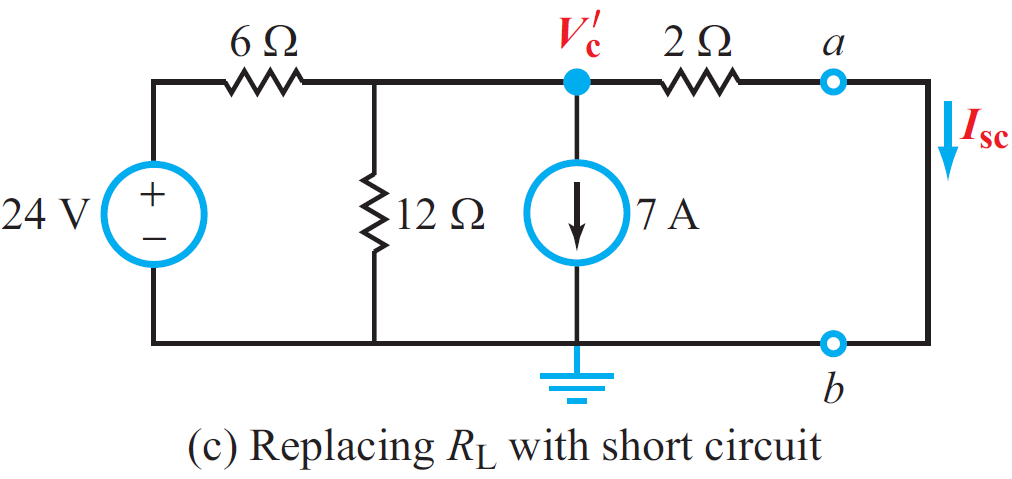 6 Ω
V′c
2 Ω
a
Isc
24 V
+
−
12 Ω
7 A
b
(c) Replacing RL with short circuit